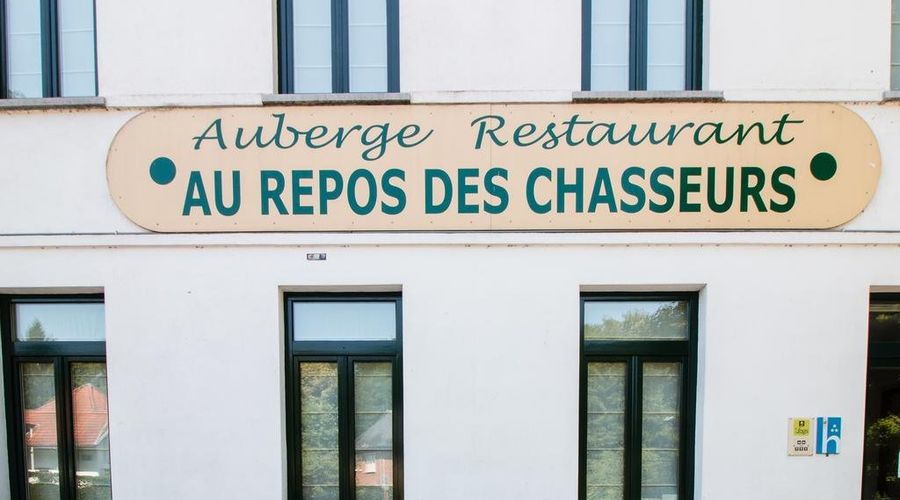 Auberge Restaurant
AU REPOS DES CHASSEURS
h